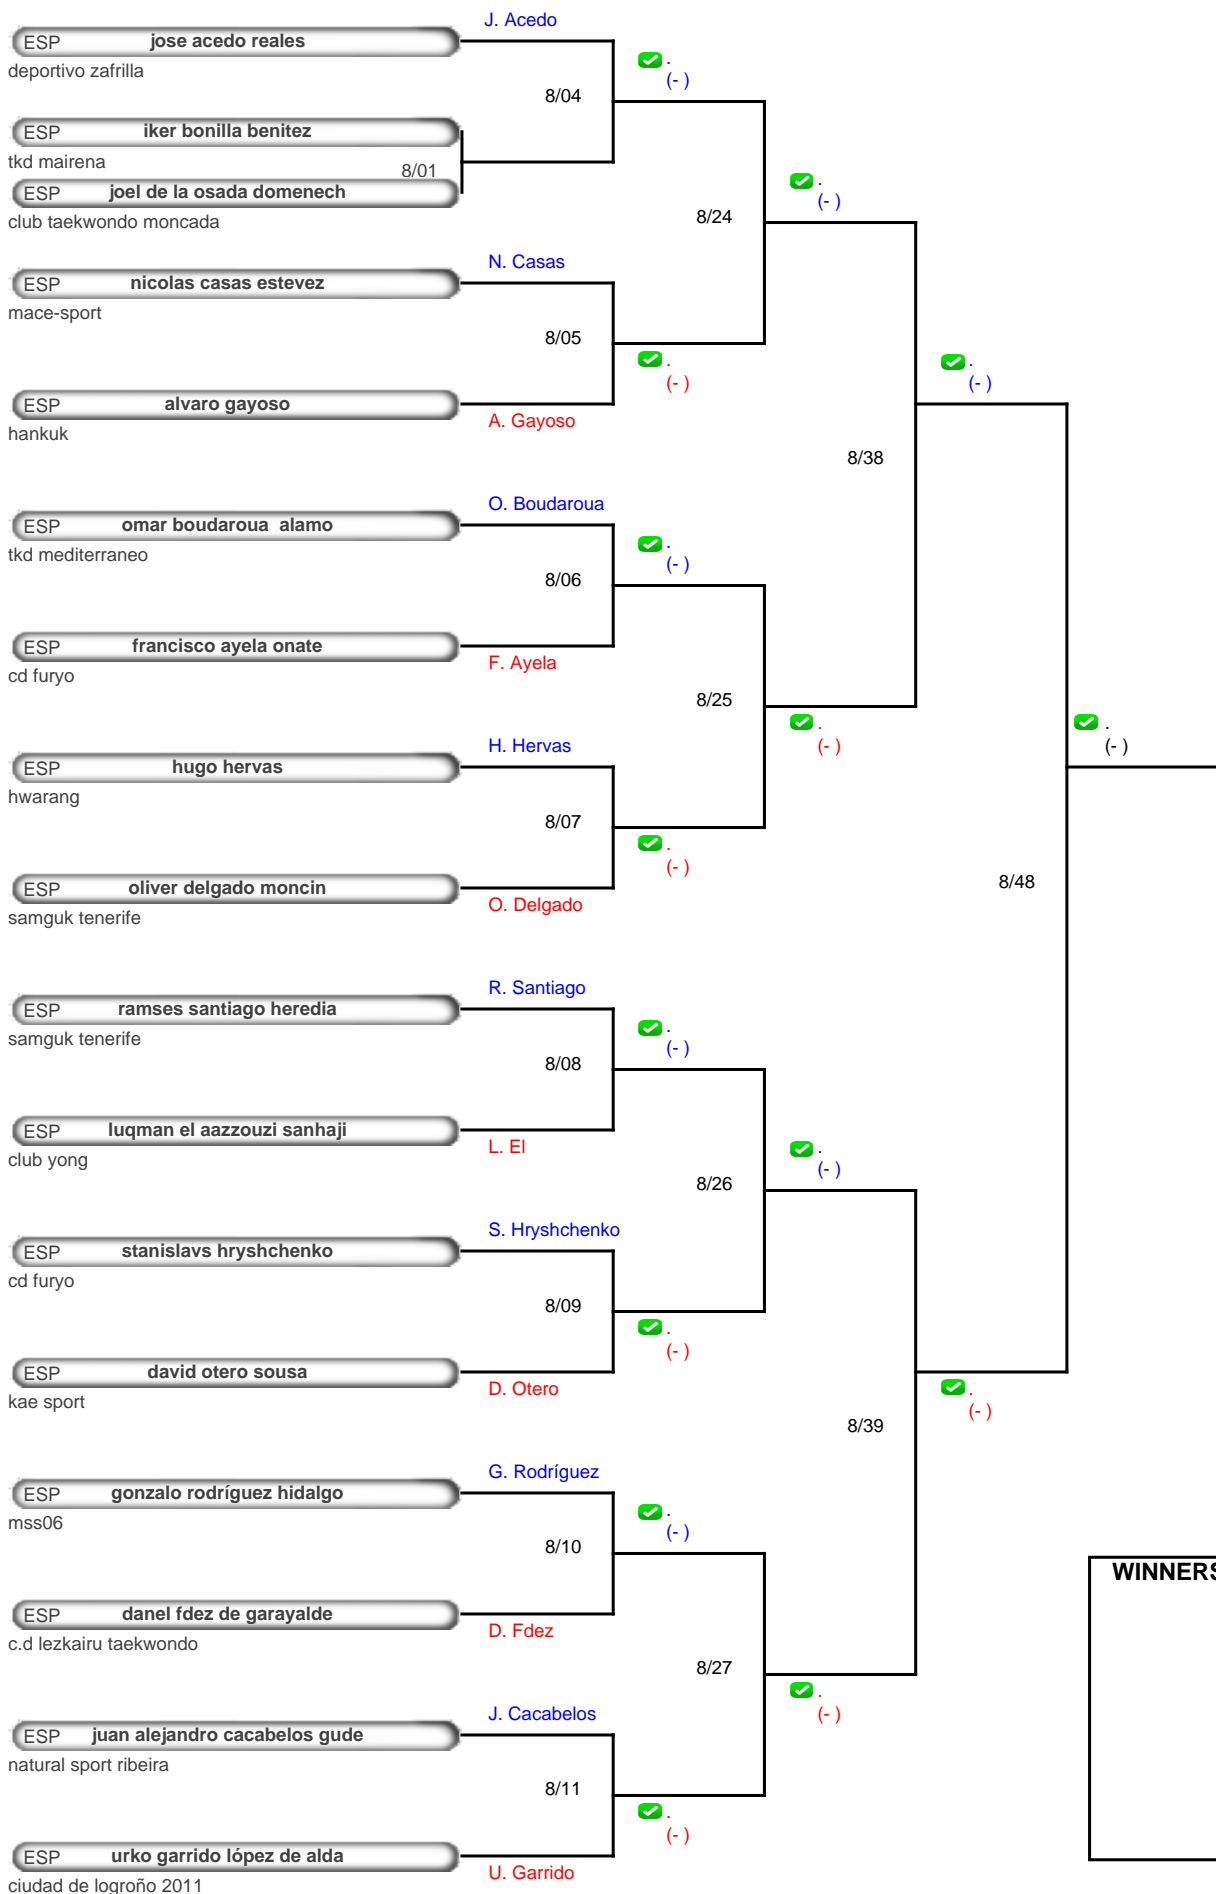 J. Acedo
ESP jose acedo reales
deportivo zafrilla
.
(- )
8/04
ESP iker bonilla benitez
tkd mairena
8/01
ESP joel de la osada domenech
club taekwondo moncada
.
(- )
8/24
N. Casas
ESP nicolas casas estevez
mace-sport
8/05
.
(- )
.
(- )
ESP alvaro gayoso
hankuk
A. Gayoso
8/38
O. Boudaroua
ESP omar boudaroua  alamo
tkd mediterraneo
.
(- )
8/06
ESP francisco ayela onate
cd furyo
F. Ayela
8/25
.
(- )
.
(- )
H. Hervas
ESP hugo hervas
hwarang
8/07
.
(- )
ESP oliver delgado moncin
samguk tenerife
O. Delgado
8/48
R. Santiago
ESP ramses santiago heredia
samguk tenerife
.
(- )
8/08
ESP luqman el aazzouzi sanhaji
club yong
L. El
.
(- )
8/26
S. Hryshchenko
ESP stanislavs hryshchenko
cd furyo
8/09
.
(- )
ESP david otero sousa
kae sport
D. Otero
.
(- )
8/39
G. Rodríguez
ESP gonzalo rodríguez hidalgo
mss06
.
(- )
8/10
WINNERS
ESP danel fdez de garayalde
c.d lezkairu taekwondo
D. Fdez
8/27
.
(- )
J. Cacabelos
ESP juan alejandro cacabelos gude
natural sport ribeira
8/11
.
(- )
ESP urko garrido lópez de alda
ciudad de logroño 2011
U. Garrido